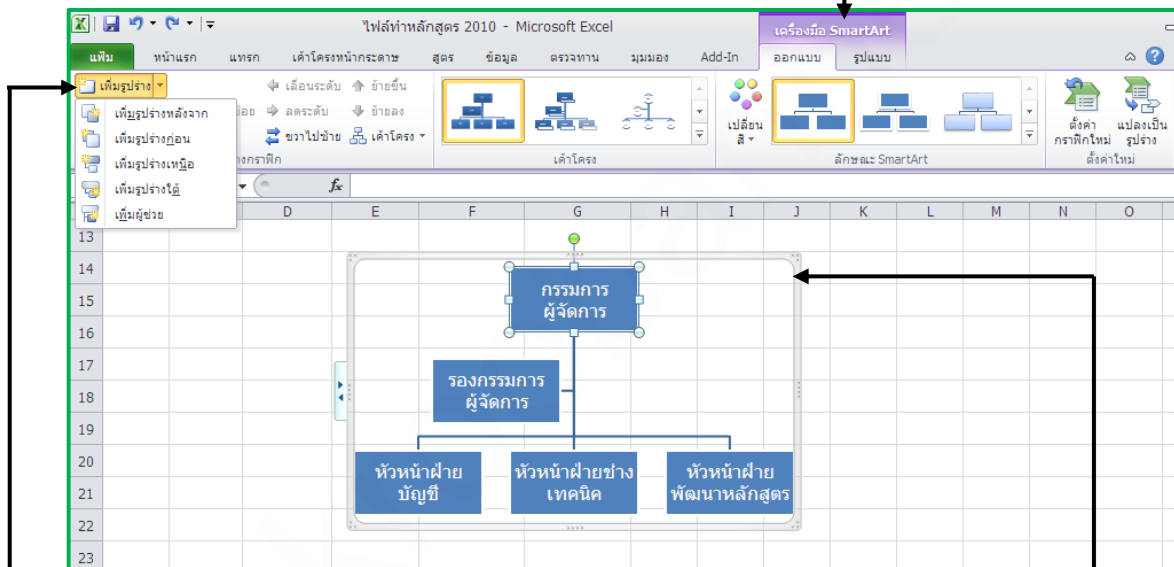 ไฟล์ทำหลักสูตร 2010 - Microsoft Excel
เครื่องมือ SmartArt
แฟ้ม หน้าแรก แทรก เค้าโครงหน้ากระดาษ สูตร ข้อมูล ตรวจทาน มุมมอง Add-In ออกแบบ รูปแบบ
เพิ่มรูปร่าง เลื่อนระดับ ย้ายขึ้น
เพิ่มรูปร่างหลังจาก ย่อย ลดระดับ ย้ายลง
เพิ่มรูปร่างก่อน ขวาไปซ้าย เค้าโครง
เพิ่มรูปร่างเหนือ
เพิ่มรูปร่างใต้
เพิ่มผู้ช่วย
างกราฟิก
เค้าโครง
เปลี่ยน
สี
ลักษณะ SmartArt
ตั้งค่า
กราฟิกใหม่
แปลงเป็น
รูปร่าง
ตั้งค่าใหม่
fx
D E F G H I J K L M N O
13
14
15
16
17
18
19
20
21
22
23
กรรมการ
ผู้จัดการ
รองกรรมการ
ผู้จัดการ
หัวหน้าฝ่าย
บัญชี
หัวหน้าฝ่ายช่าง
เทคนิค
หัวหน้าฝ่าย
พัฒนาหลักสูตร